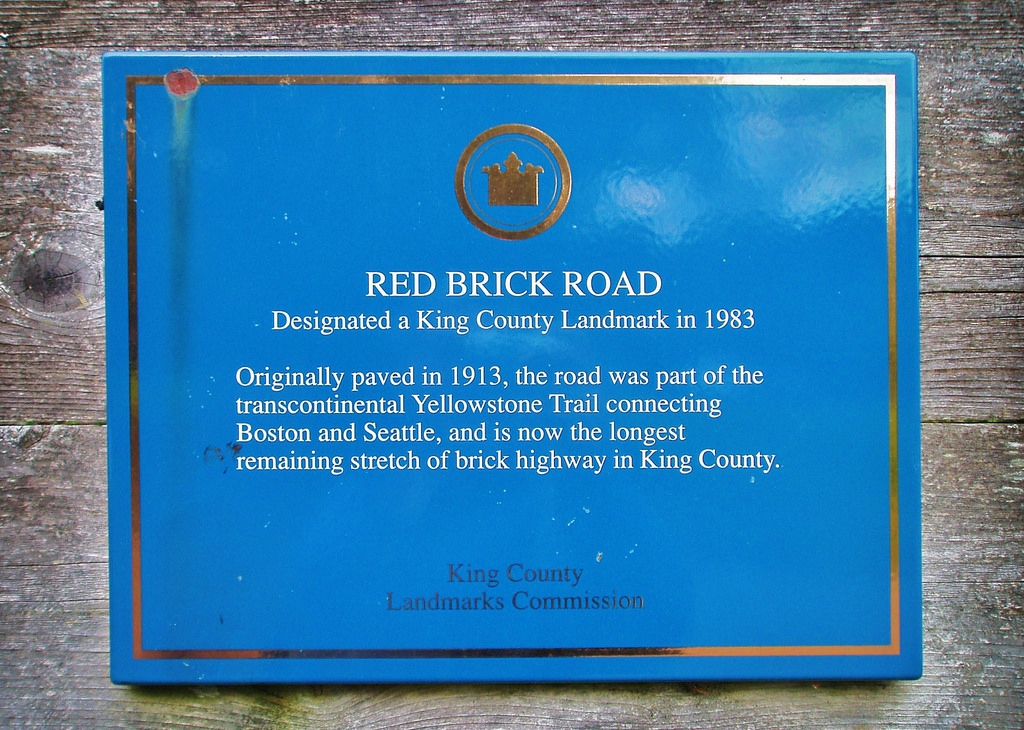 RED BRICK ROAD
Designated a King County Landmark in 1983
Originally paved in 1913, the road was part of the
transcontinental Yellowstone Trail connecting
Boston and Seattle, and is now the longest
remaining stretch of brick highway in King County.
King County
Landmarks Commission